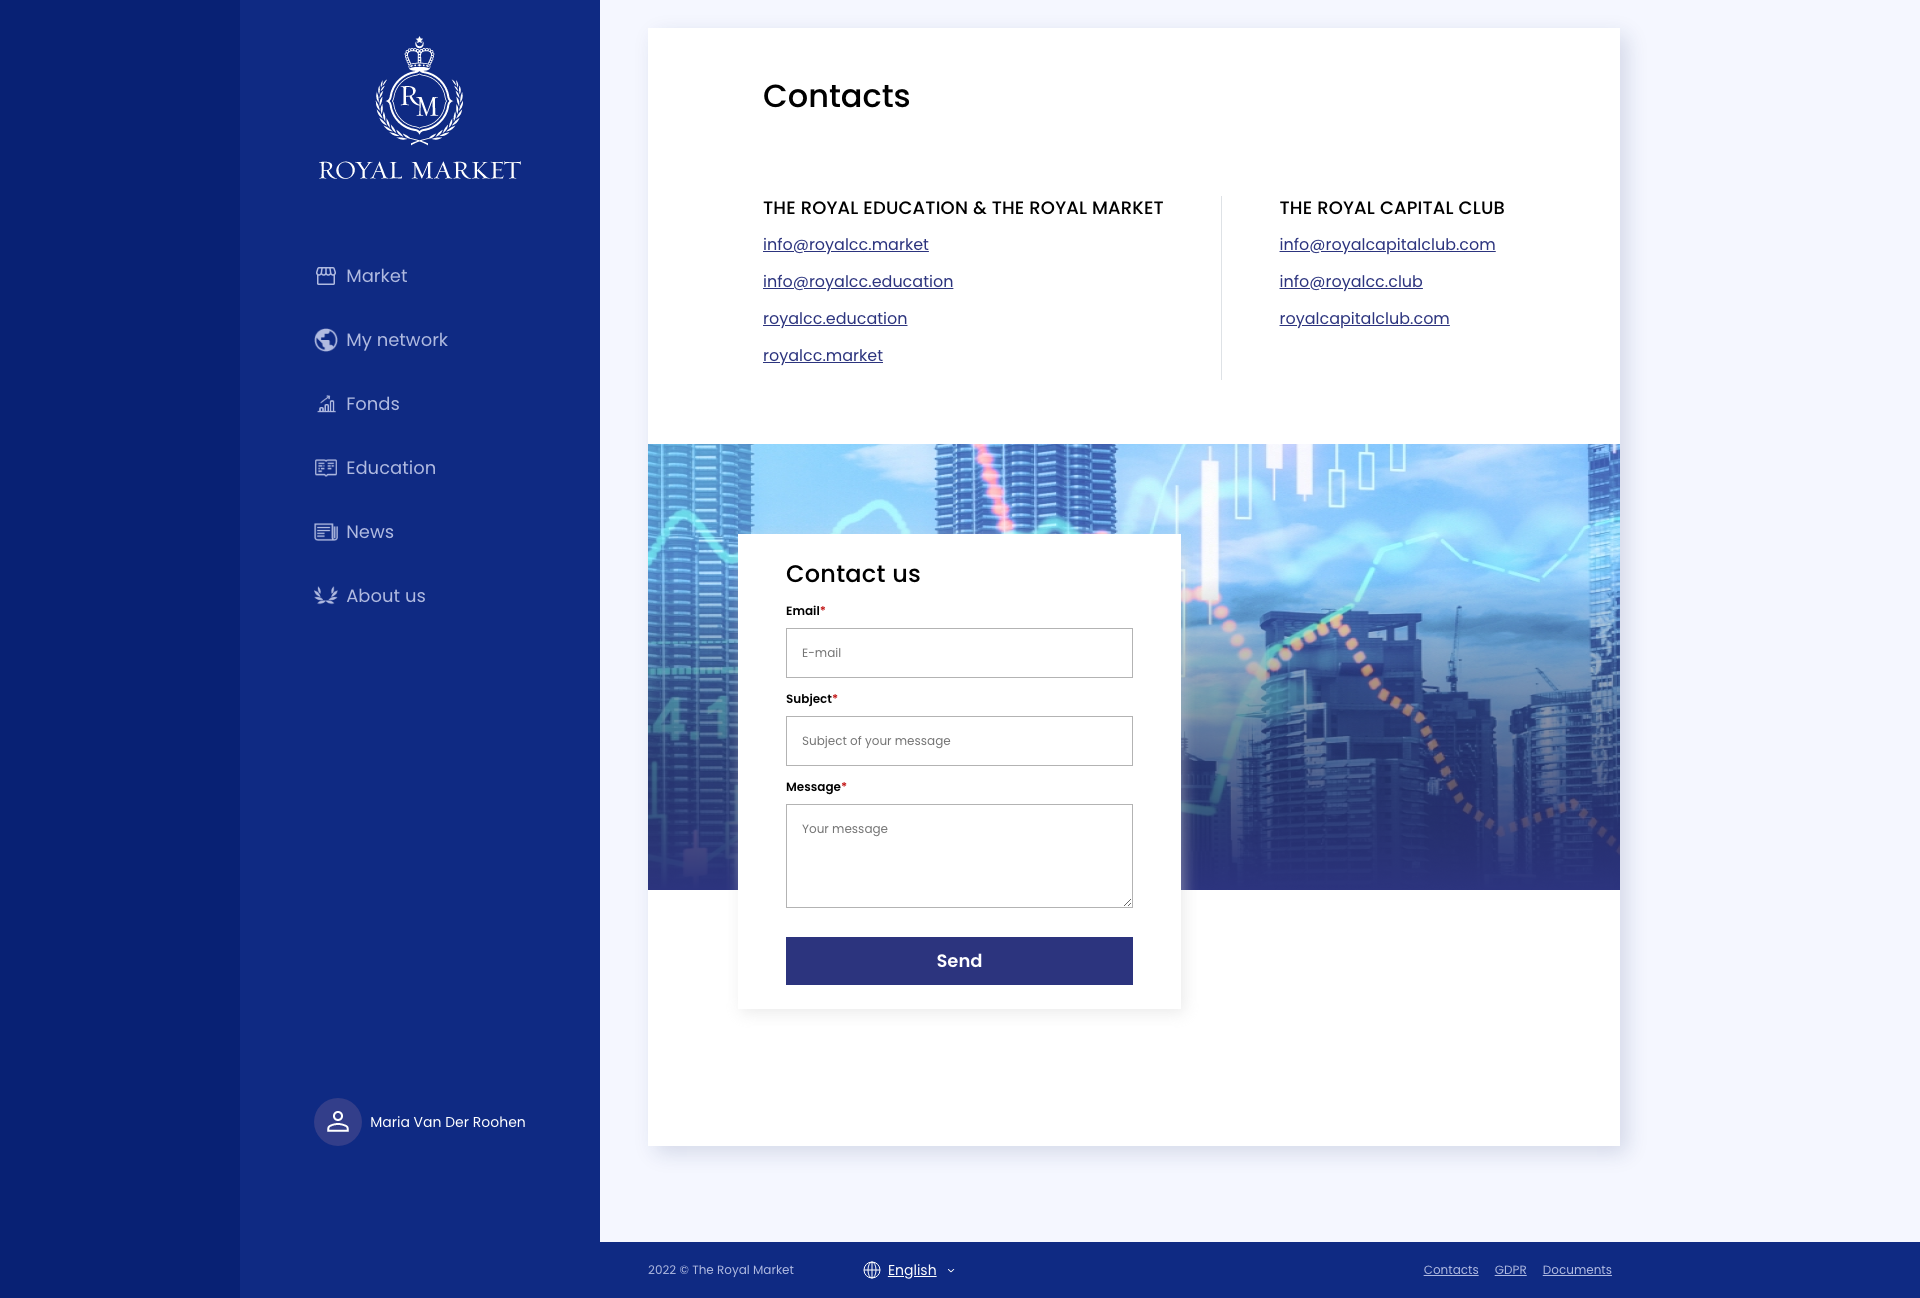 RM
ROYAL MARKET
Market
My network
Fonds
Education
News
About us
Maria Van Der Roohen
Contacts
THE ROYAL EDUCATION & THE ROYAL MARKET
info@royalcc.market
info@royalcc.education
royalcc.education
royalcc.market
THE ROYAL CAPITAL CLUB
info@royalcapitalclub.com
info@royalcc.club
royalcapitalclub.com
Contact us
Email*
E-mail
Subject*
Subject of your message
Message*
Your message
Send
2022 © The Royal Market
English
Contacts GDPR Documents